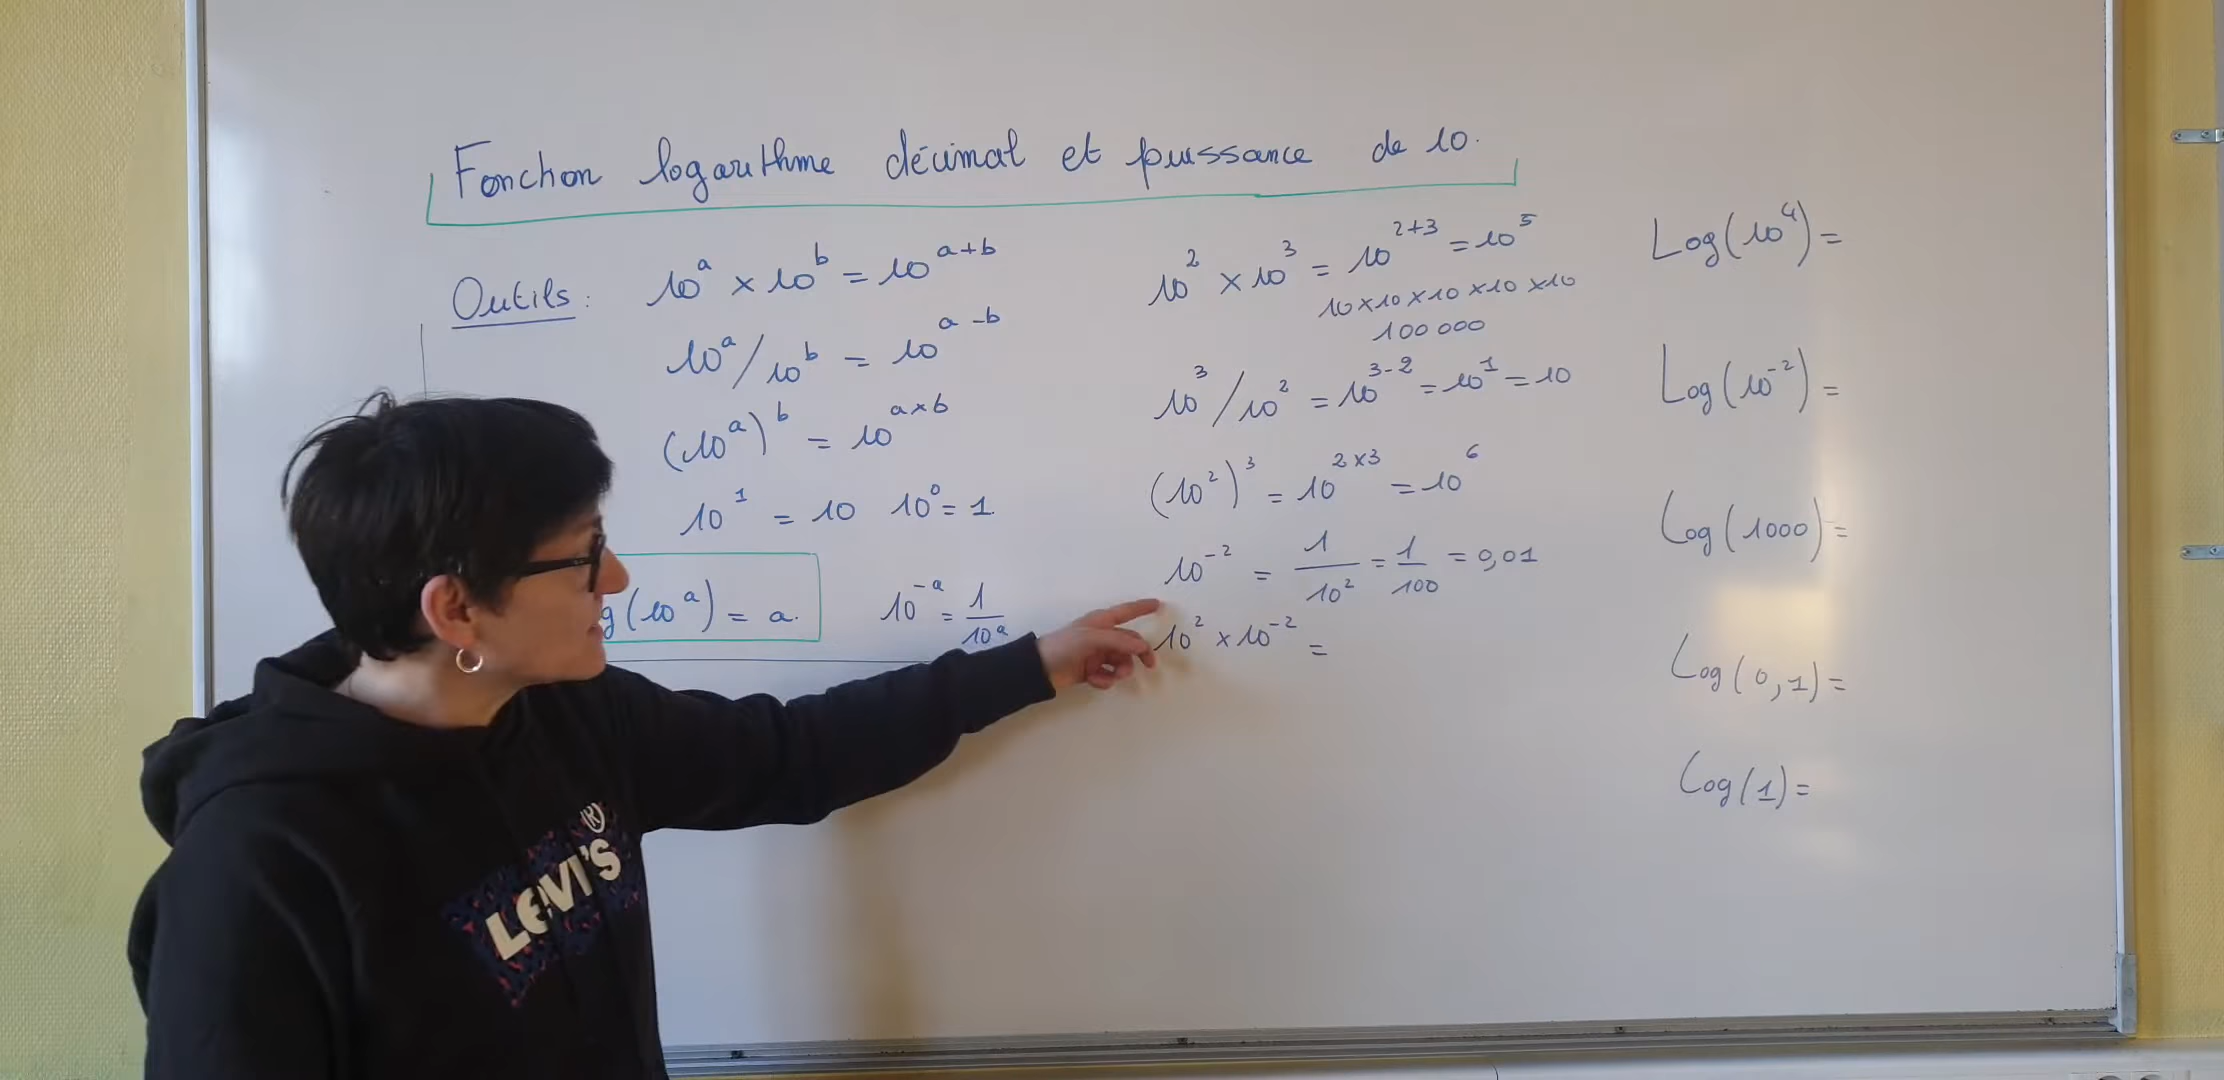 Fonction logarithme décimal et puissance de 10.
Outils :
10^a × 10^b = 10^{a+b}
10^a / 10^b = 10^{a-b}
(10^a)^b = 10^{a×b}
10^1 = 10 10^0 = 1.
g(10^a) = a. 10^{-a} = 1/10^a
10^2 × 10^3 = 10^{2+3} = 10^5
10×10×10×10×10
100 000
10^3 / 10^2 = 10^{3-2} = 10^1 = 10
(10^2)^3 = 10^{2×3} = 10^6
10^{-2} = 1/10^2 = 1/100 = 0,01
10^2 × 10^{-2} =
Log(10^4) =
Log(10^{-2}) =
Log(1000) =
Log(0,1) =
Log(1) =
LEVI'S ®